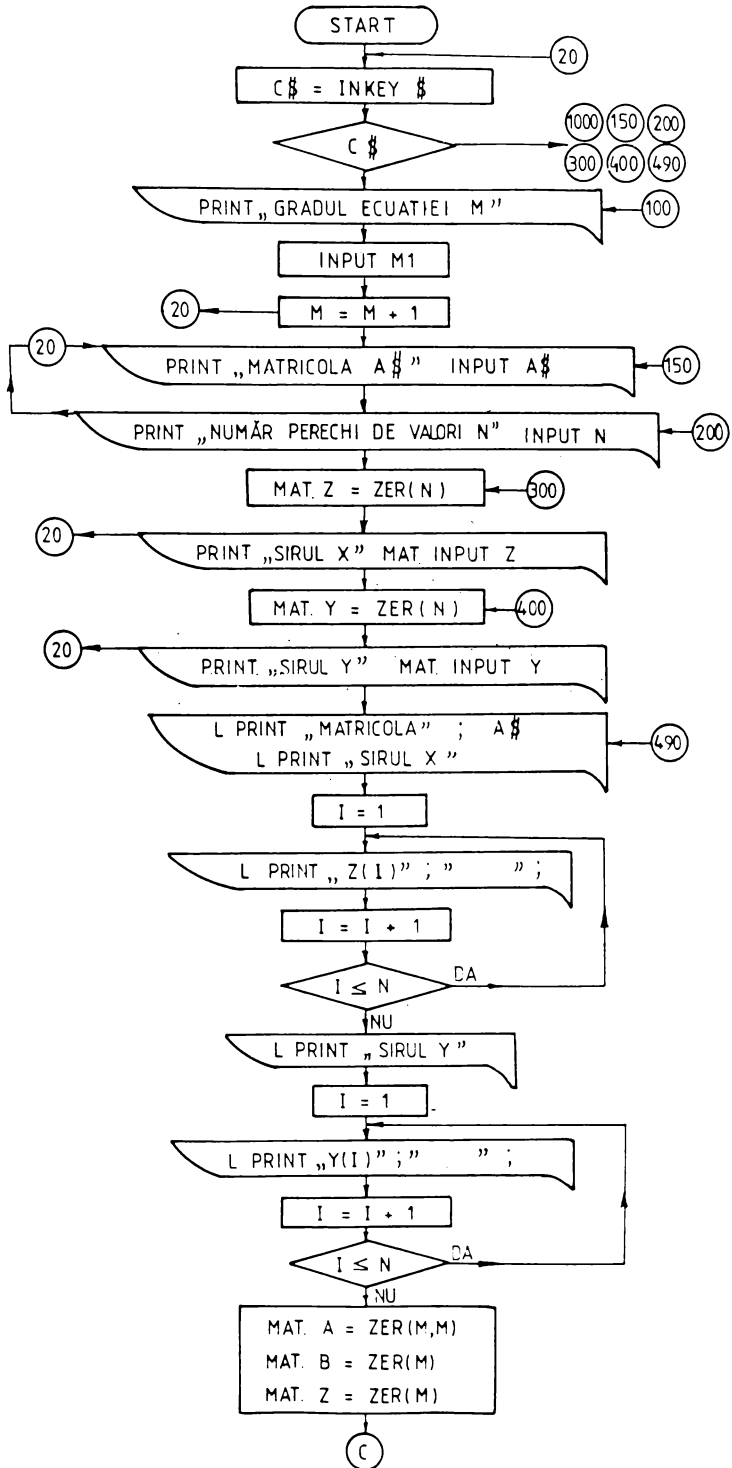 START
20
C$ = INKEY $
C $
1000 150 200
300 400 490
PRINT „GRADUL ECUATIEI M”
100
INPUT M1
20
M = M + 1
20
PRINT „MATRICOLA A$” INPUT A$
150
PRINT „NUMĂR PERECHI DE VALORI N” INPUT N
200
MAT. Z = ZER(N)
300
20
PRINT „SIRUL X” MAT INPUT Z
MAT. Y = ZER(N)
400
20
PRINT. „SIRUL Y” MAT. INPUT Y
L PRINT „MATRICOLA” ; A$
L PRINT „SIRUL X”
490
I = 1
L PRINT „Z(I)” ; ” ” ;
I = I + 1
I ≤ N
DA
NU
L PRINT „SIRUL Y”
I = 1
L PRINT „Y(I)” ; ” ” ;
I = I + 1
I ≤ N
DA
NU
MAT. A = ZER(M,M)
MAT. B = ZER(M)
MAT. Z = ZER(M)
C